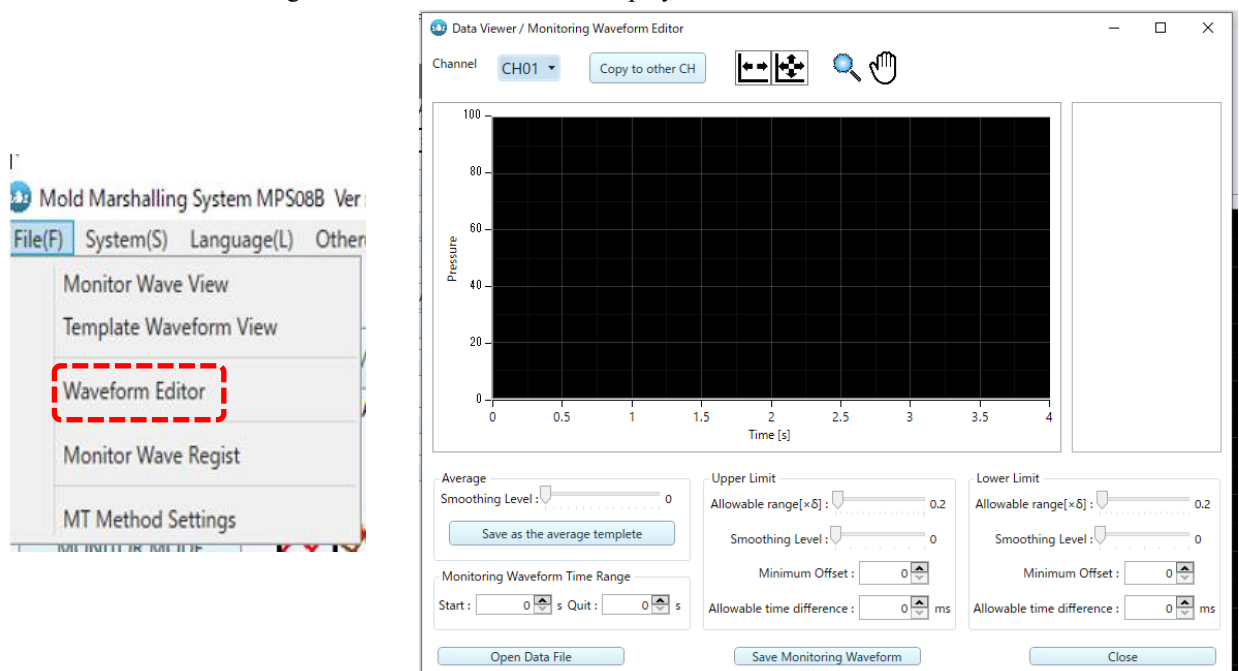 Data Viewer / Monitoring Waveform Editor
Channel CH01 Copy to other CH
100
80
60
40
20
0
Pressure
0 0.5 1 1.5 2 2.5 3 3.5 4
Time [s]
Mold Marshalling System MPS08B Ver
File(F) System(S) Language(L) Other
Monitor Wave View
Template Waveform View
Waveform Editor
Monitor Wave Regist
MT Method Settings
MONITOR MODE
Average
Smoothing Level : 0
Save as the average templete
Monitoring Waveform Time Range
Start : 0 s Quit : 0 s
Upper Limit
Allowable range[×δ] : 0.2
Smoothing Level : 0
Minimum Offset : 0
Allowable time difference : 0 ms
Lower Limit
Allowable range[×δ] : 0.2
Smoothing Level : 0
Minimum Offset : 0
Allowable time difference : 0 ms
Open Data File Save Monitoring Waveform Close